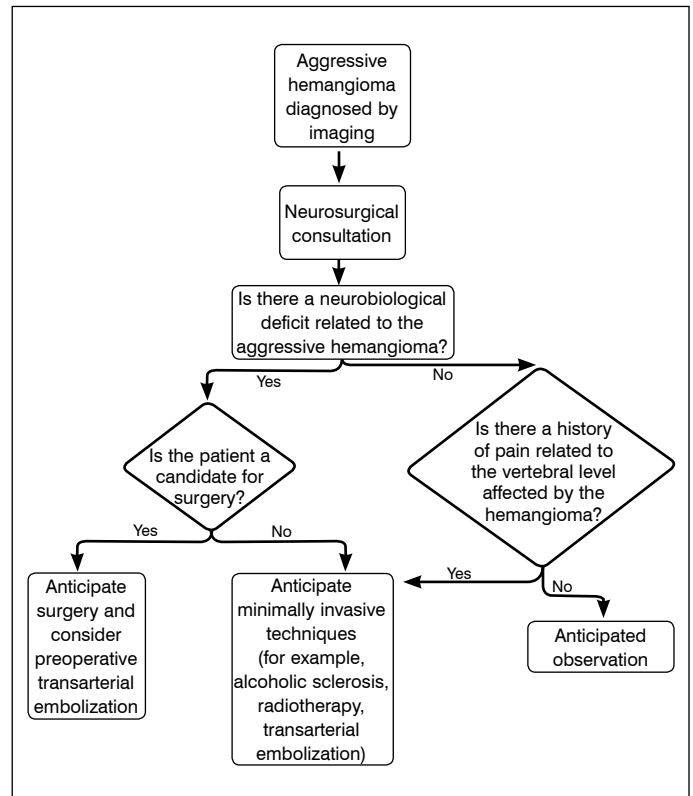 Aggressive
hemangioma
diagnosed by
imaging
Neurosurgical
consultation
Is there a neurobiological
deficit related to the
aggressive hemangioma?
Yes
No
Is the patient a
candidate for
surgery?
Is there a history
of pain related to
the vertebral level
affected by the
hemangioma?
Yes
No
Yes
No
Anticipate
surgery and
consider
preoperative
transarterial
embolization
Anticipate
minimally invasive
techniques
(for example,
alcoholic sclerosis,
radiotherapy,
transarterial
embolization)
Anticipated
observation